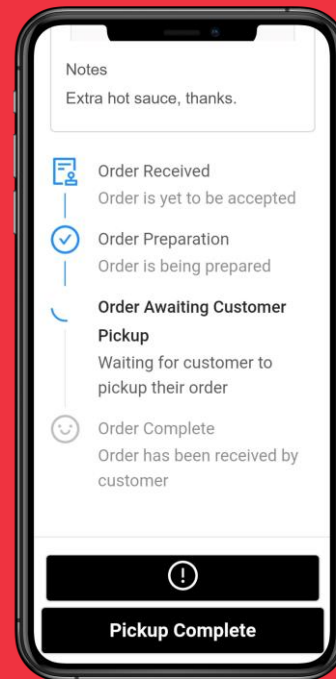 Notes
Extra hot sauce, thanks.
Order Received
Order is yet to be accepted
Order Preparation
Order is being prepared
Order Awaiting Customer
Pickup
Waiting for customer to
pickup their order
Order Complete
Order has been received by
customer
Pickup Complete